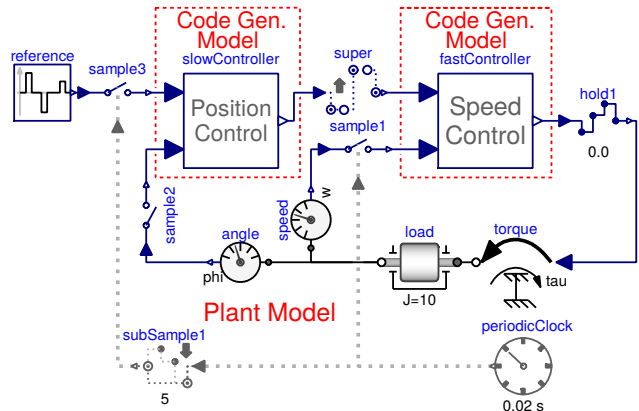 Code Gen.
Model
Code Gen.
Model
reference
sample3
slowController
super
fastController
hold1
Position
Control
Speed
Control
sample1
0.0
sample2
angle
speed
w
load
torque
phi
J=10
tau
Plant Model
subSample1
periodicClock
5
0.02 s